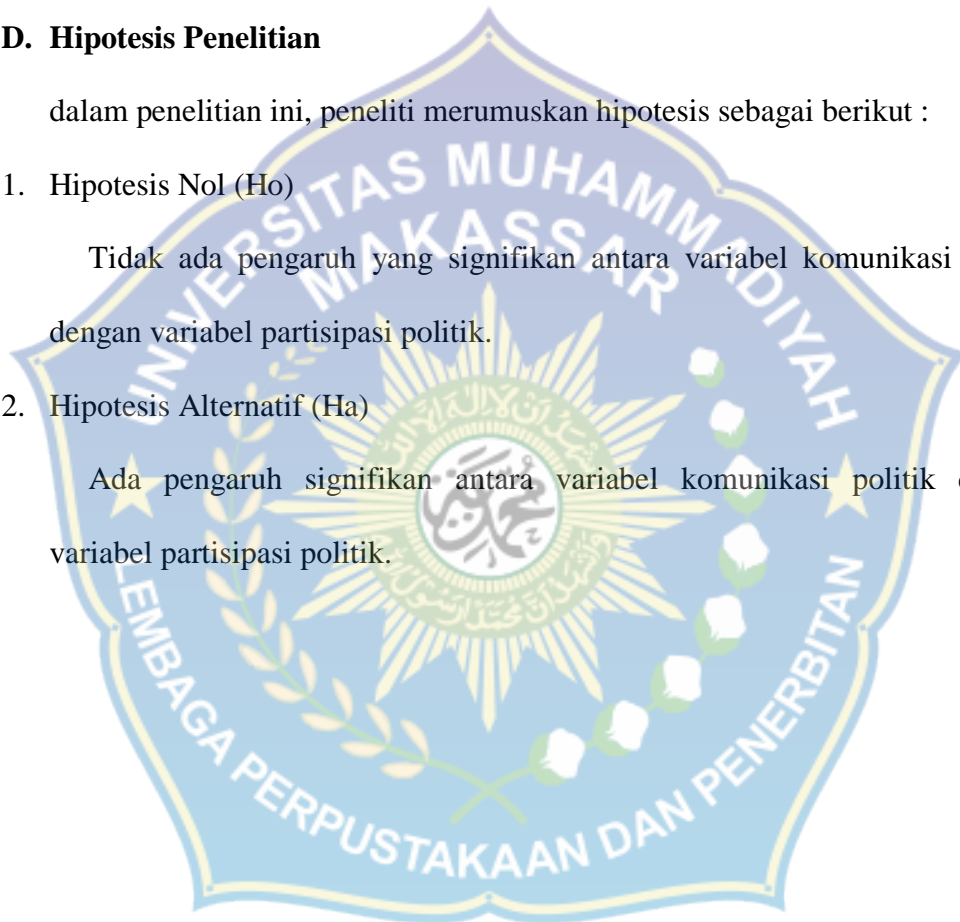 D. Hipotesis Penelitian
dalam penelitian ini, peneliti merumuskan hipotesis sebagai berikut :
1. Hipotesis Nol (Ho)
Tidak ada pengaruh yang signifikan antara variabel komunikasi
dengan variabel partisipasi politik.
2. Hipotesis Alternatif (Ha)
Ada pengaruh signifikan antara variabel komunikasi politik
variabel partisipasi politik.
UNIVERSITAS MUHAMMADIYAH
MAKASSAR
LEMBAGA PERPUSTAKAAN DAN PENERBITAN